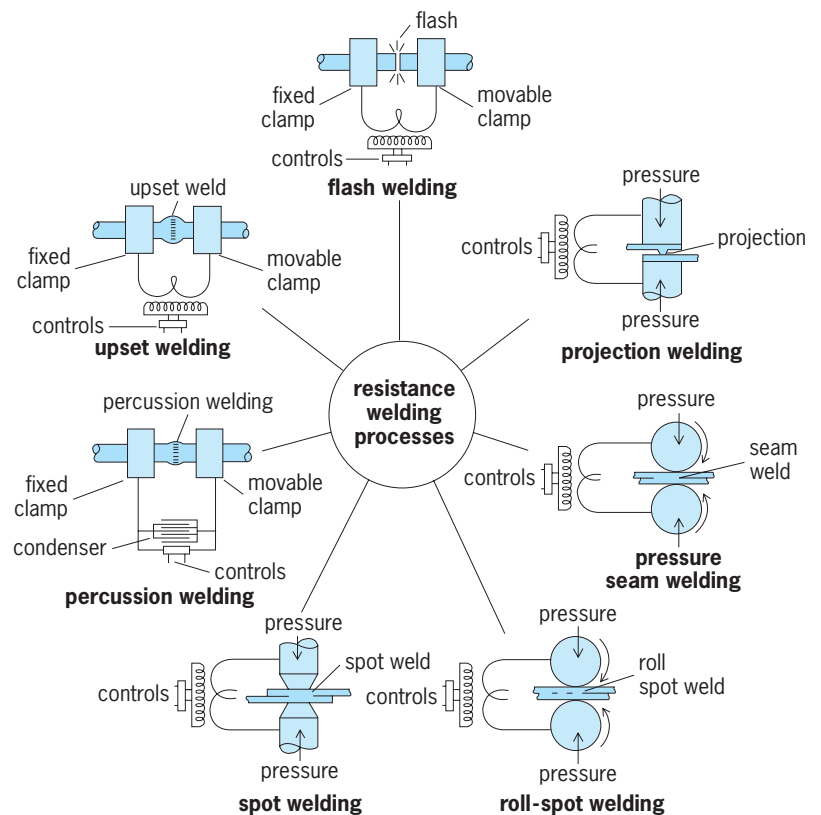 flash
fixed
clamp
movable
clamp
controls
flash welding
pressure
controls
projection
pressure
projection welding
upset weld
fixed
clamp
movable
clamp
controls
upset welding
resistance
welding
processes
pressure
controls
seam
weld
pressure
seam welding
percussion welding
fixed
clamp
movable
clamp
condenser
controls
percussion welding
pressure
spot weld
controls
pressure
spot welding
pressure
controls
roll
spot weld
pressure
roll-spot welding